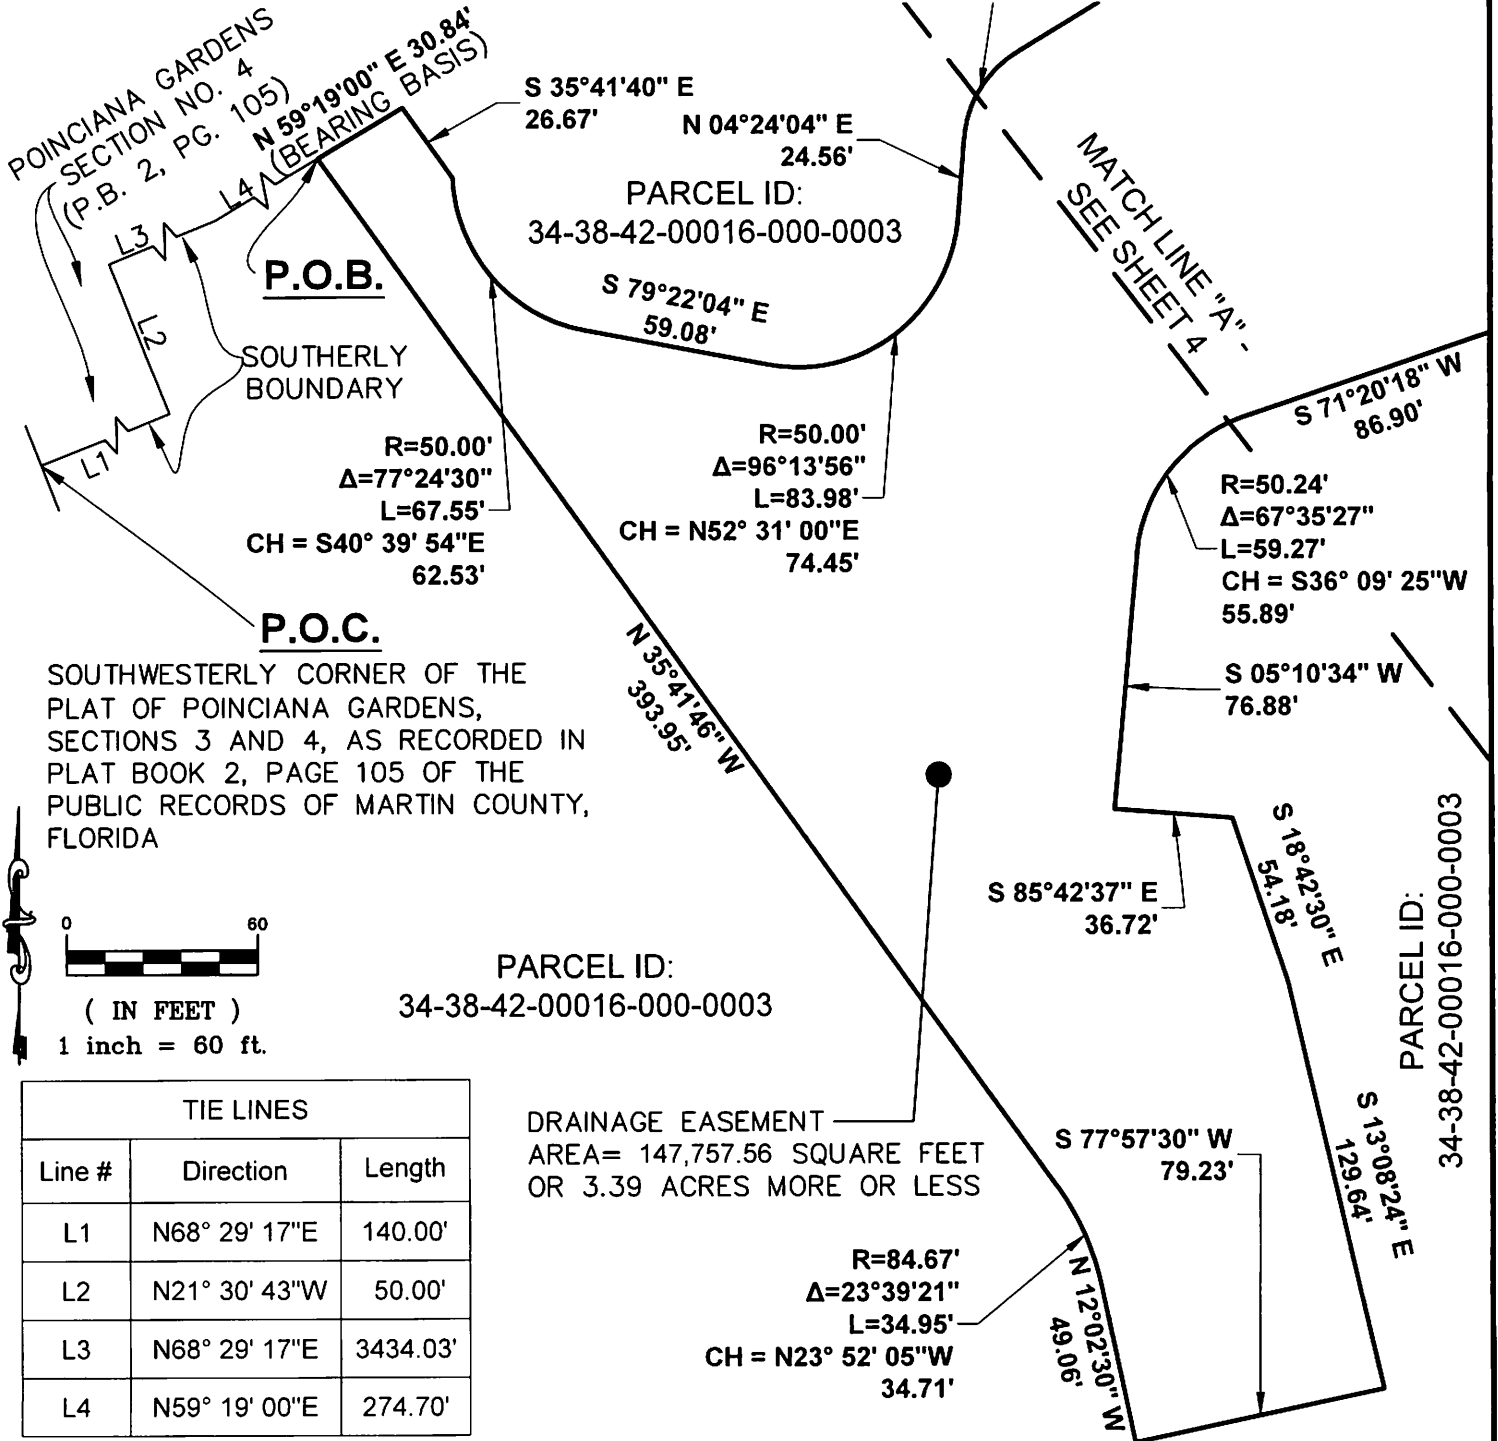 POINCIANA GARDENS
SECTION NO. 4
(P.B. 2, PG. 105)
N 59°19'00" E 30.84'
(BEARING BASIS)
S 35°41'40" E
26.67'
N 04°24'04" E
24.56'
PARCEL ID:
34-38-42-00016-000-0003
MATCH LINE "A" -
SEE SHEET 4
L4
L3
L2
L1
P.O.B.
S 79°22'04" E
59.08'
SOUTHERLY
BOUNDARY
S 71°20'18" W
86.90'
R=50.00'
Δ=77°24'30"
L=67.55'
CH = S40° 39' 54"E
62.53'
R=50.00'
Δ=96°13'56"
L=83.98'
CH = N52° 31' 00"E
74.45'
R=50.24'
Δ=67°35'27"
L=59.27'
CH = S36° 09' 25"W
55.89'
P.O.C.
SOUTHWESTERLY CORNER OF THE
PLAT OF POINCIANA GARDENS,
SECTIONS 3 AND 4, AS RECORDED IN
PLAT BOOK 2, PAGE 105 OF THE
PUBLIC RECORDS OF MARTIN COUNTY,
FLORIDA
N 35°41'46" W
393.95'
S 05°10'34" W
76.88'
S 85°42'37" E
36.72'
S 18°42'30" E
54.18'
PARCEL ID:
34-38-42-00016-000-0003
0 60
( IN FEET )
1 inch = 60 ft.
PARCEL ID:
34-38-42-00016-000-0003
DRAINAGE EASEMENT
AREA= 147,757.56 SQUARE FEET
OR 3.39 ACRES MORE OR LESS
S 77°57'30" W
79.23'
S 13°08'24" E
129.64'
R=84.67'
Δ=23°39'21"
L=34.95'
CH = N23° 52' 05"W
34.71'
N 12°02'30" W
49.06'
TIE LINES
Line # Direction Length
L1 N68° 29' 17"E 140.00'
L2 N21° 30' 43"W 50.00'
L3 N68° 29' 17"E 3434.03'
L4 N59° 19' 00"E 274.70'